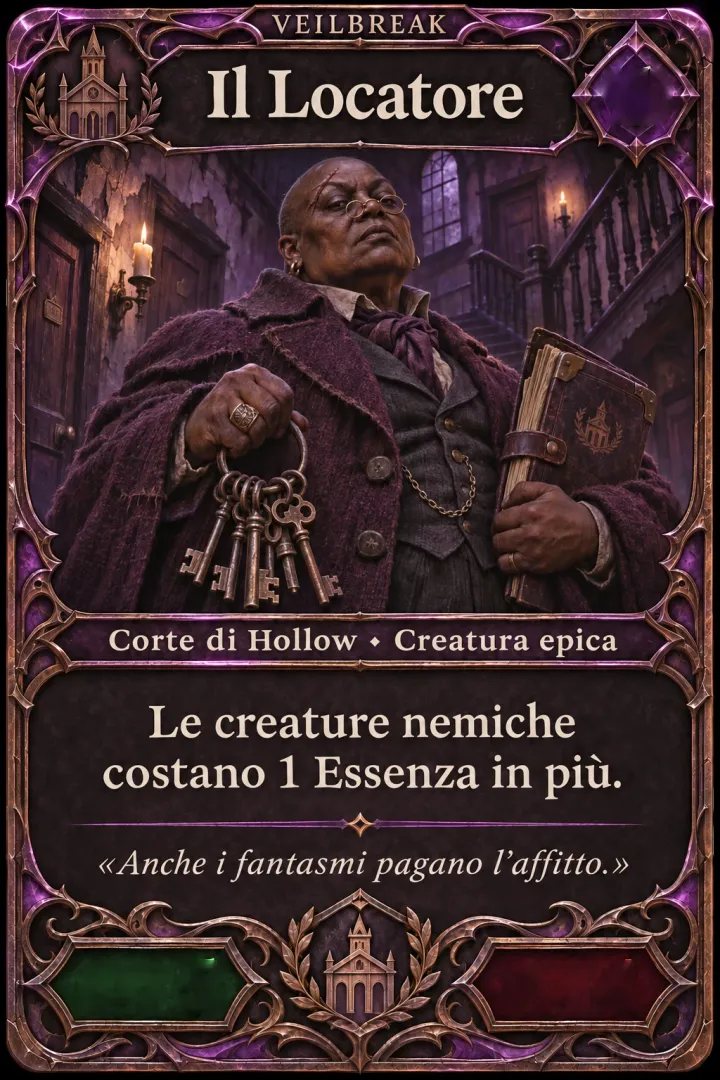 VEILBREAK
Il Locatore
Corte di Hollow ⬩ Creatura epica
Le creature nemiche
costano 1 Essenza in più.
«Anche i fantasmi pagano l’affitto.»